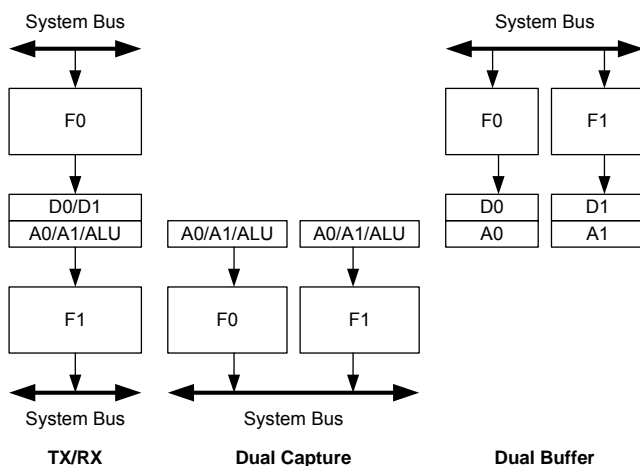 System Bus
System Bus
F0
F0
F1
D0/D1
D0
D1
A0/A1/ALU
A0/A1/ALU
A0/A1/ALU
A0
A1
F1
F0
F1
System Bus
System Bus
TX/RX
Dual Capture
Dual Buffer